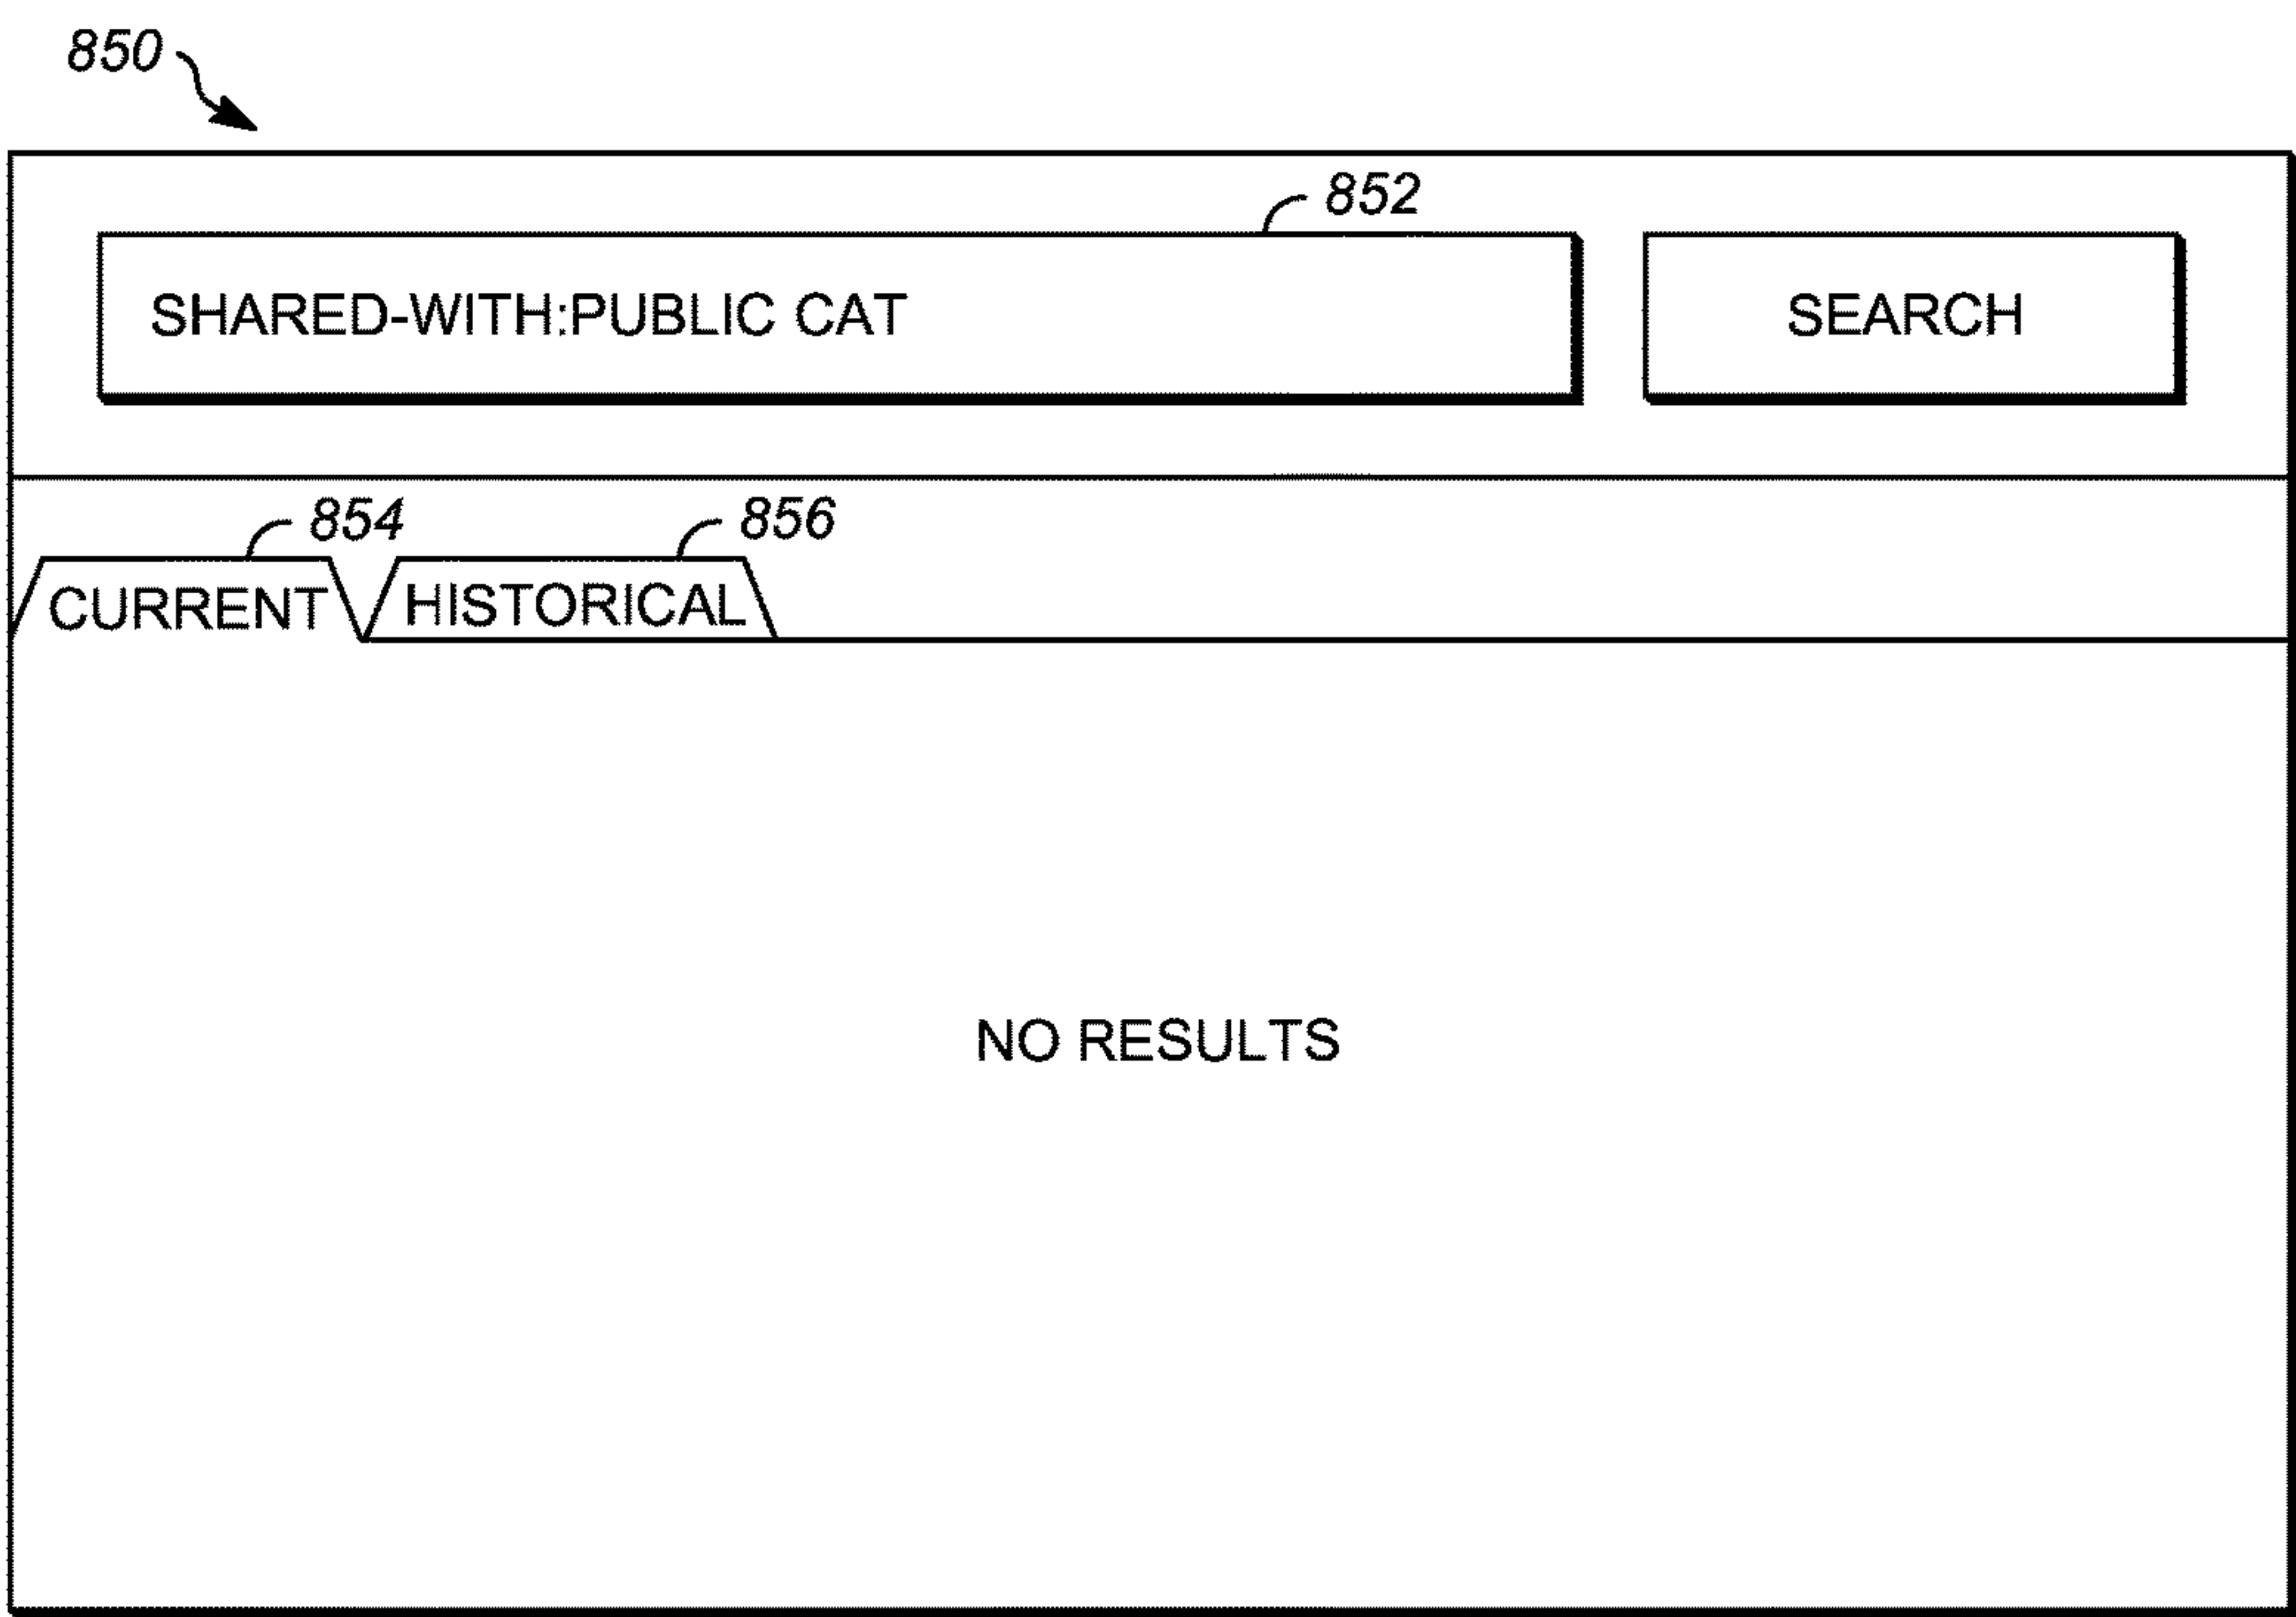 850
852
SHARED-WITH:PUBLIC CAT
SEARCH
854
856
CURRENT
HISTORICAL
NO RESULTS